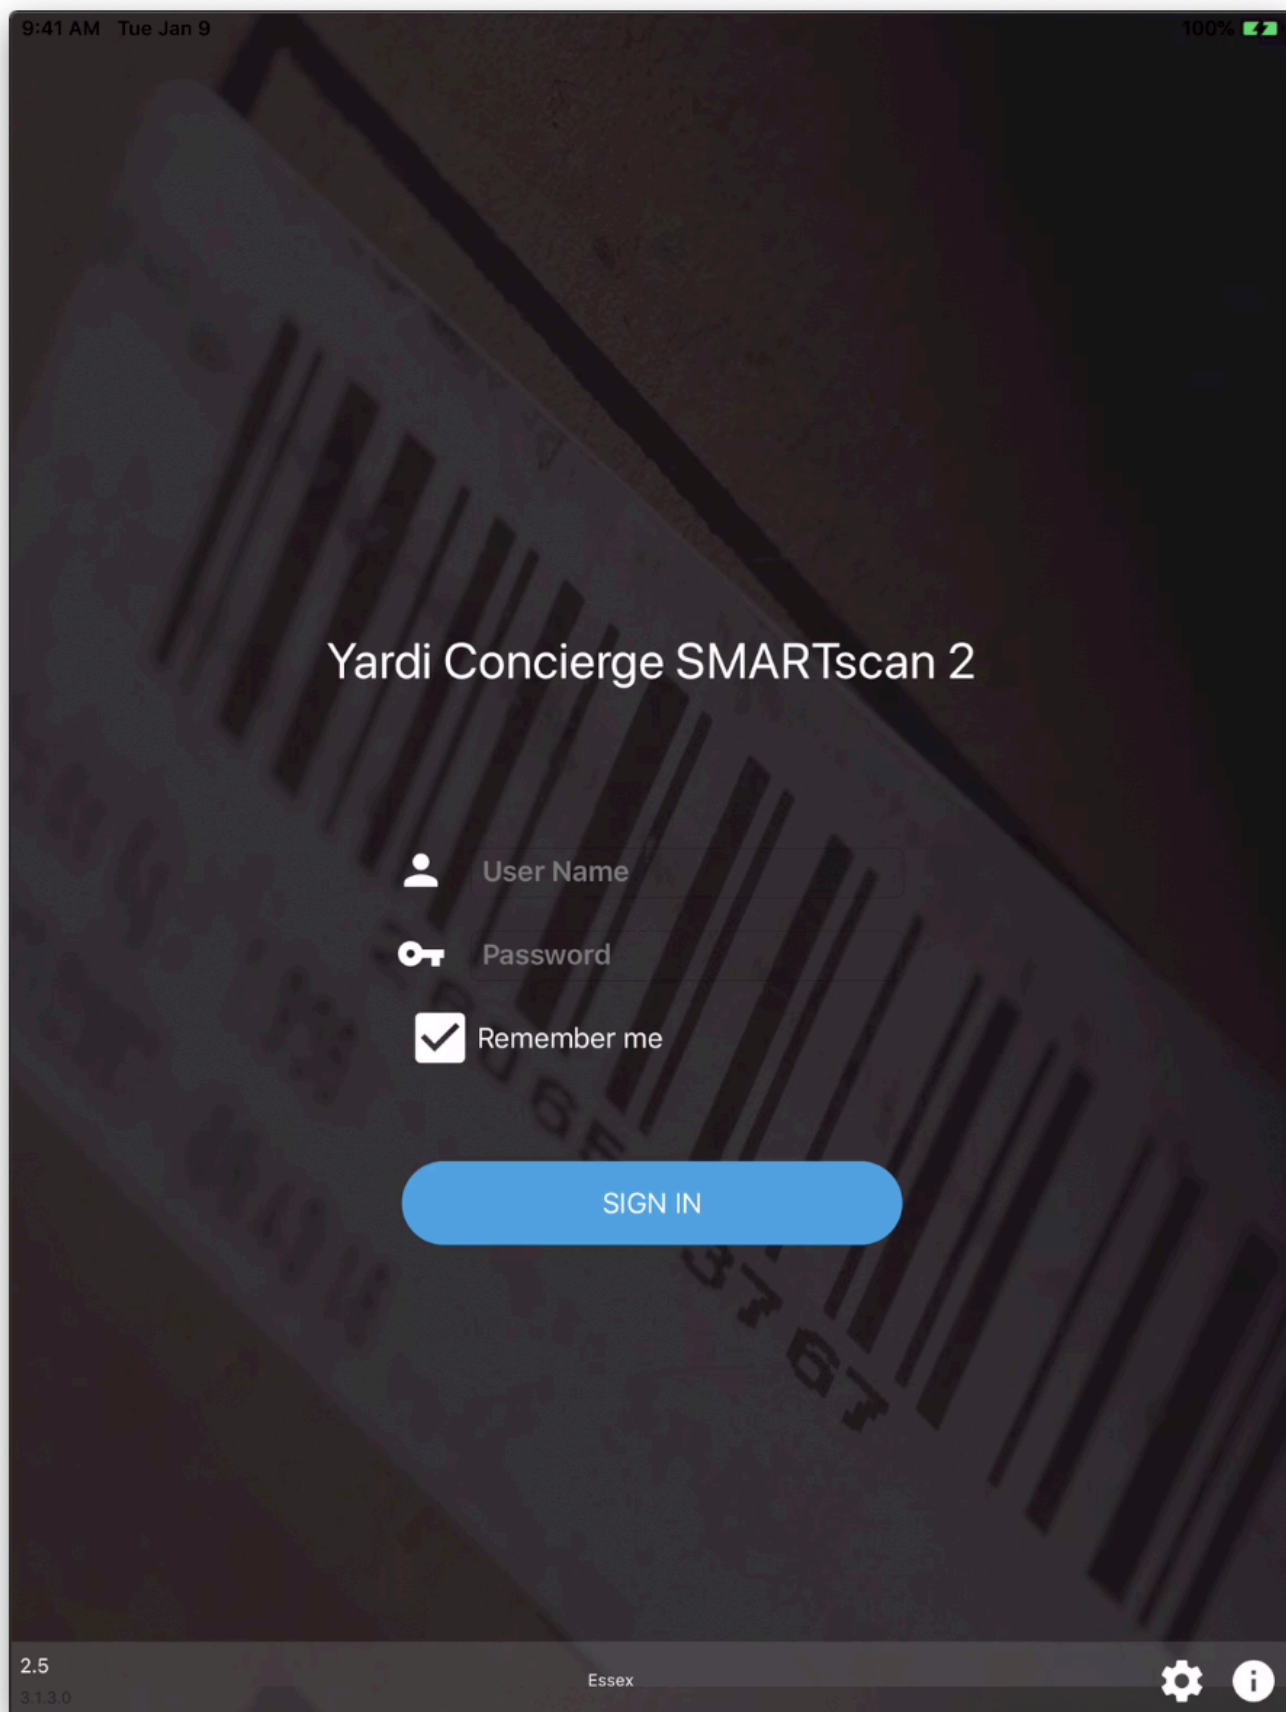 9:41 AM Tue Jan 9
100%
Yardi Concierge SMARTscan 2
User Name
Password
Remember me
SIGN IN
3767
2.5
Essex
3.1.3.0